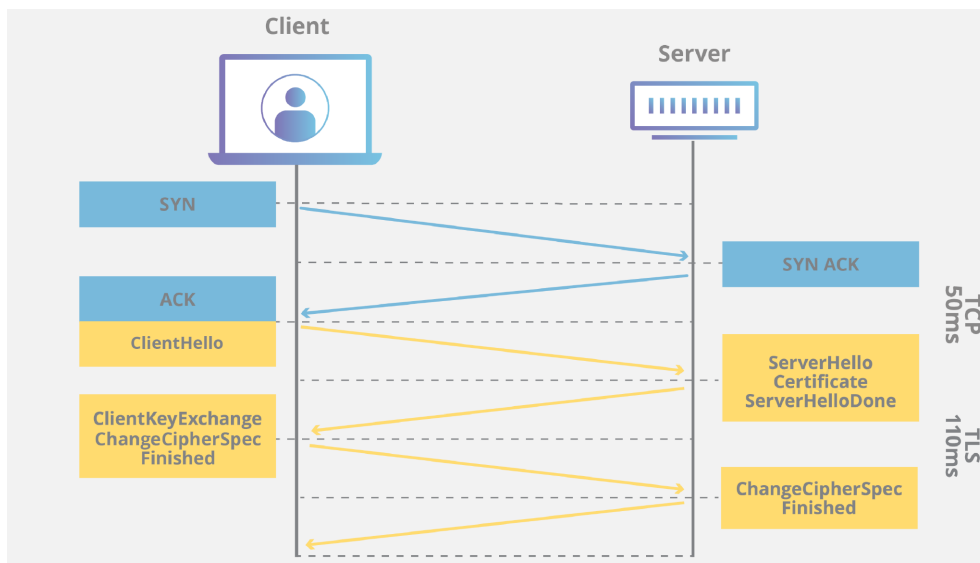 Client
Server
SYN
SYN ACK
ACK
ClientHello
TCP
50ms
ServerHello
Certificate
ServerHelloDone
ClientKeyExchange
ChangeCipherSpec
Finished
TLS
110ms
ChangeCipherSpec
Finished